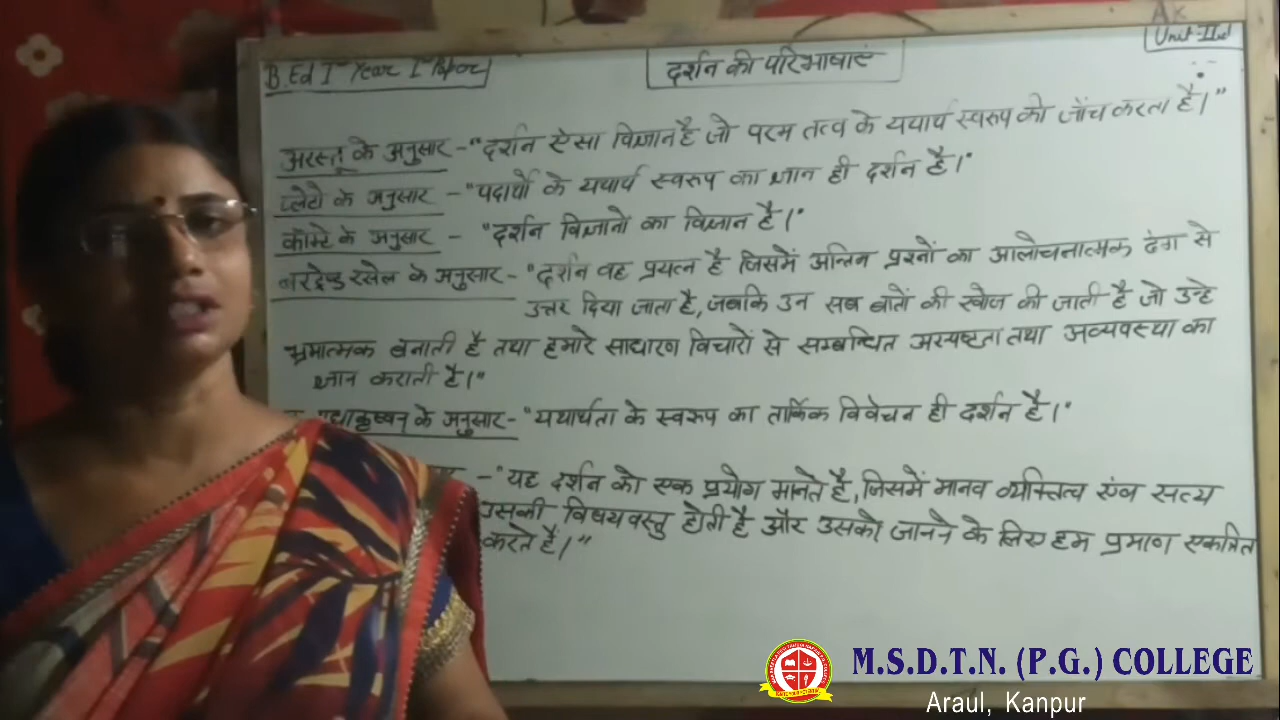 B.Ed Ist Year Ist
दर्शन की परिभाषाएं
Unit-IInd
अरस्तू के अनुसार - "दर्शन ऐसा विज्ञान है जो परम तत्व के यथार्थ स्वरूप की जाँच करता है।"
प्लेटो के अनुसार - "पदार्थों के यथार्थ स्वरूप का ज्ञान ही दर्शन है।"
कॉम्टे के अनुसार - "दर्शन विज्ञानो का विज्ञान है।"
बरट्रेण्ड रसेल के अनुसार - "दर्शन वह प्रयत्न है जिसमें अन्तिम प्रश्नों का आलोचनात्मक ढंग से
उत्तर दिया जाता है, जबकि उन सब बातों की खोज की जाती है जो उन्हे
भ्रमात्मक बनाती है तथा हमारे साधारण विचारों से सम्बन्धित अस्पष्टता तथा अव्यवस्था का
ज्ञान कराती है।"
राधाकृष्णन् के अनुसार - "यथार्थता के स्वरूप का तार्किक विवेचन ही दर्शन है।"
- "यह दर्शन को एक प्रयोग मानते है, जिसमें मानव व्यक्तित्व एंव सत्य
उसकी विषयवस्तु होती है और उसको जानने के लिए हम प्रमाण एकत्रित
करते हैं।"
M.S.D.T.N. (P.G.) COLLEGE
Araul, Kanpur